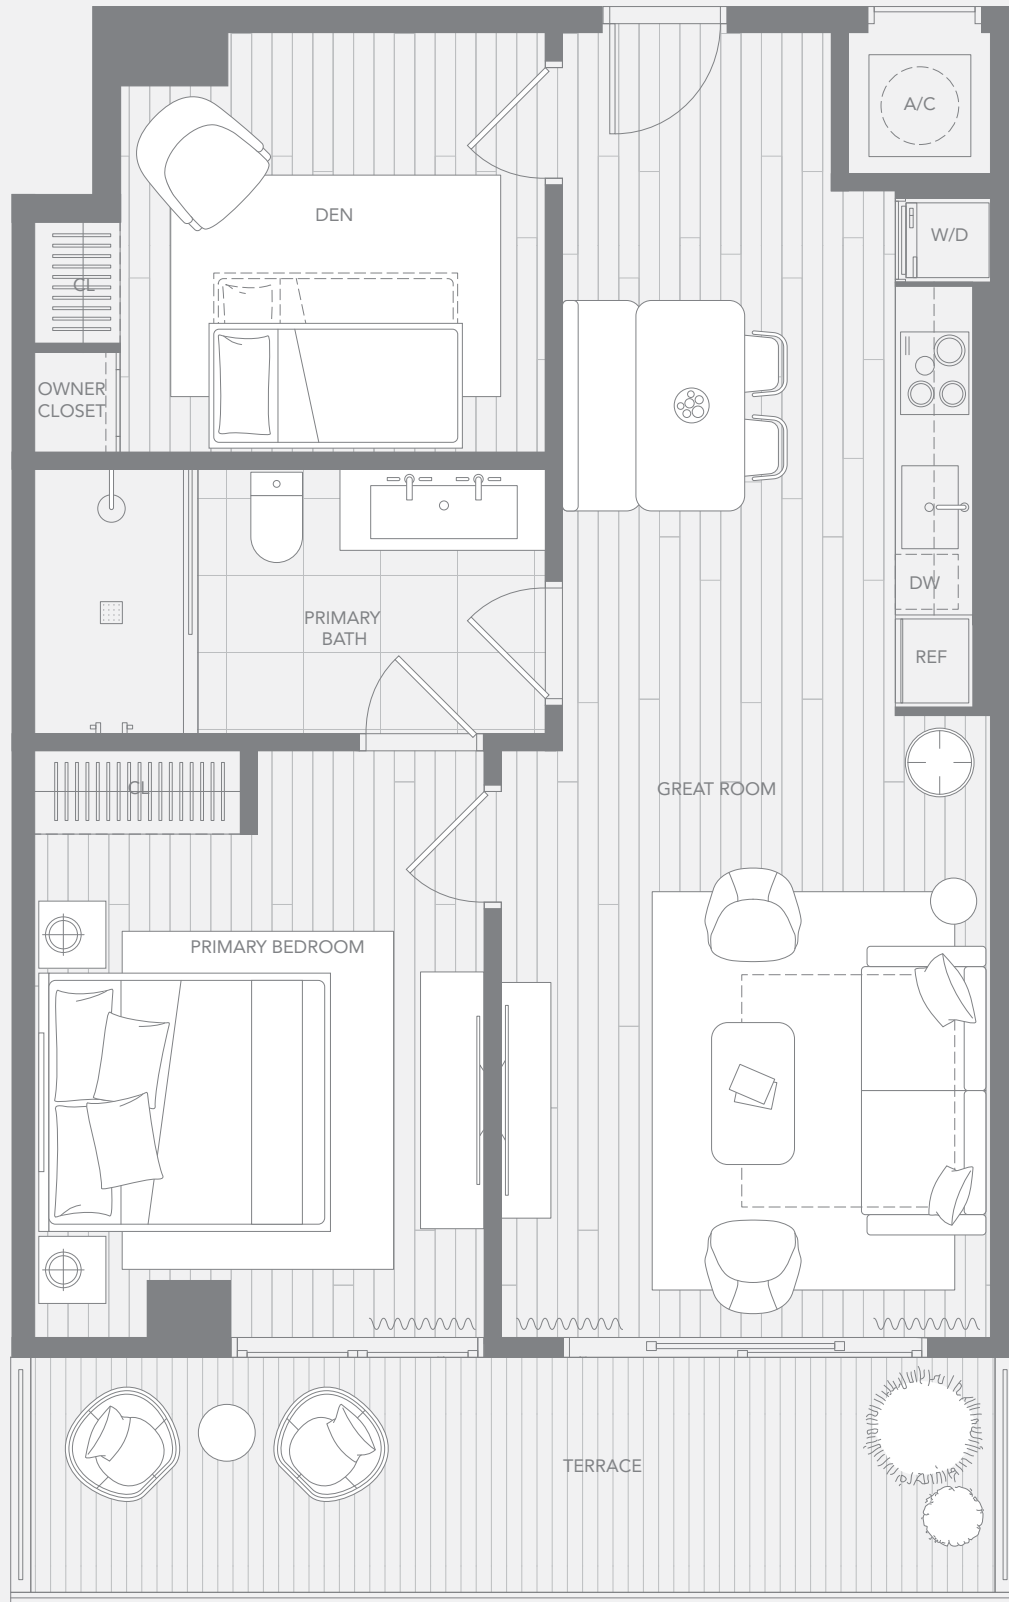 A/C
DEN
W/D
CL
OWNER
CLOSET
DW
PRIMARY
BATH
REF
CL
GREAT ROOM
PRIMARY BEDROOM
TERRACE